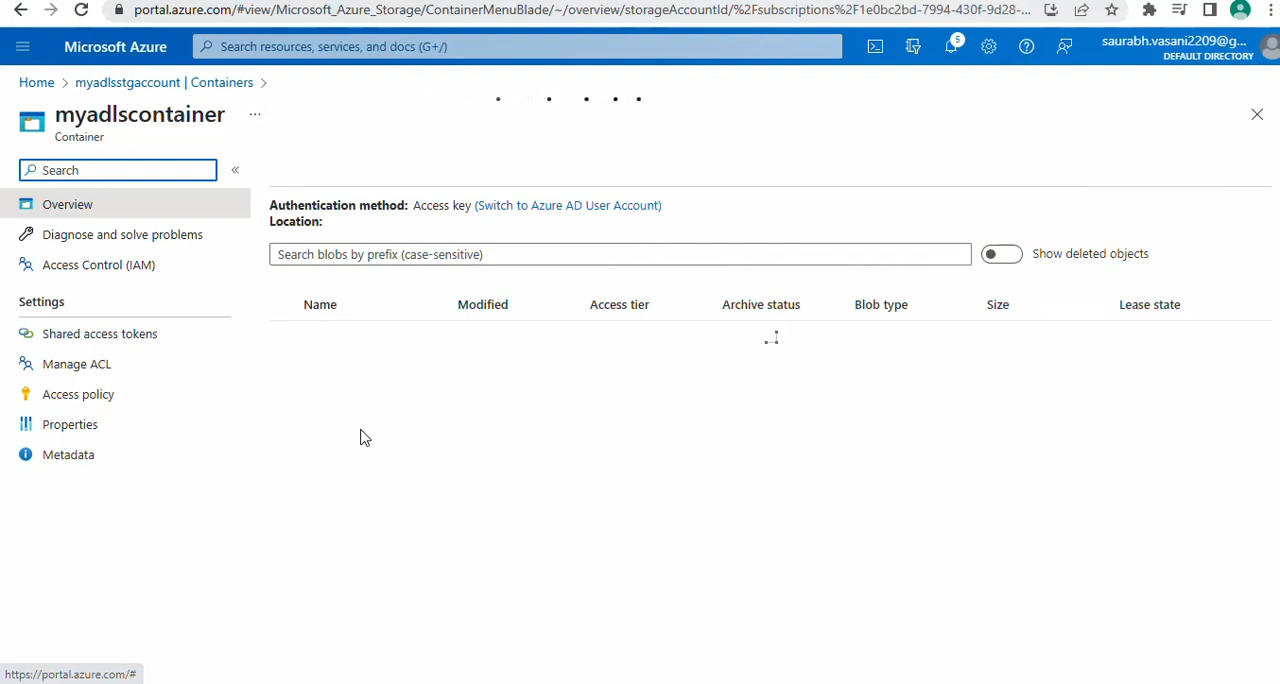 portal.azure.com/#view/Microsoft_Azure_Storage/ContainerMenuBlade/~/overview/storageAccountId/%2Fsubscriptions%2F1e0bc2bd-7994-430f-9d28-...
Microsoft Azure
Search resources, services, and docs (G+/)
5
saurabh.vasani2209@g...
DEFAULT DIRECTORY
Home > myadlsstgaccount | Containers >
myadlscontainer ...
Container
Search «
Overview
Diagnose and solve problems
Access Control (IAM)
Settings
Shared access tokens
Manage ACL
Access policy
Properties
Metadata
Authentication method: Access key (Switch to Azure AD User Account)
Location:
Search blobs by prefix (case-sensitive)
Show deleted objects
Name Modified Access tier Archive status Blob type Size Lease state
https://portal.azure.com/#